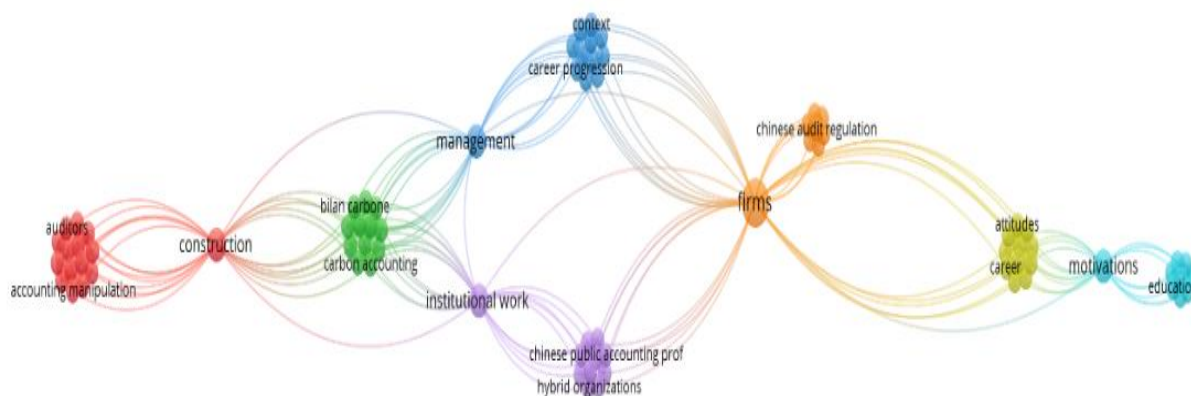 context
career progression
chinese audit regulation
management
firms
bilan carbone
auditors
construction
attitudes
carbon accounting
career
motivations
accounting manipulation
institutional work
educatio
chinese public accounting prof
hybrid organizations